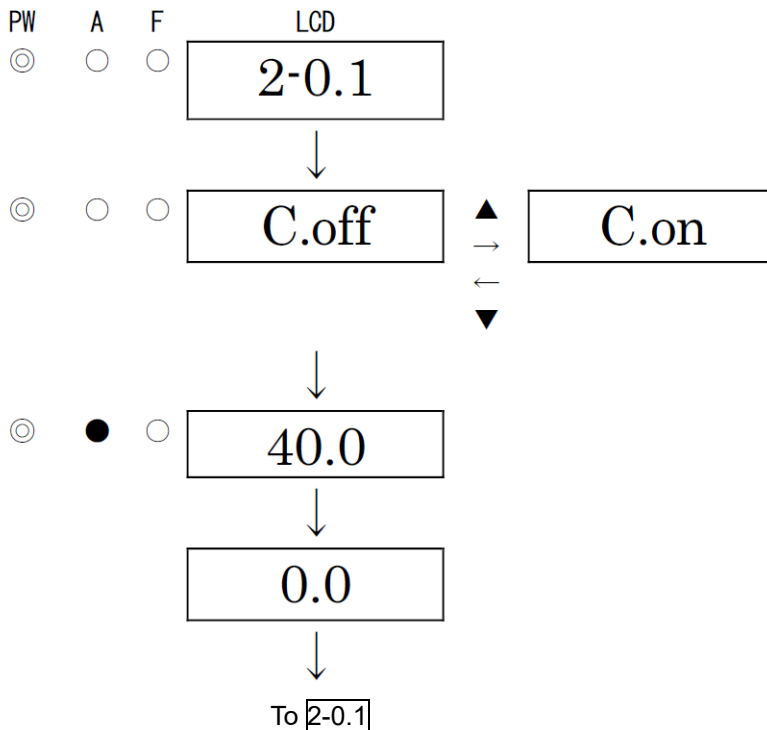 PW A F LCD
◎ ○ ○ 2-0.1
↓
◎ ○ ○ C.off ▲ C.on
→
←
▼
↓
◎ ● ○ 40.0
↓
0.0
↓
To 2-0.1